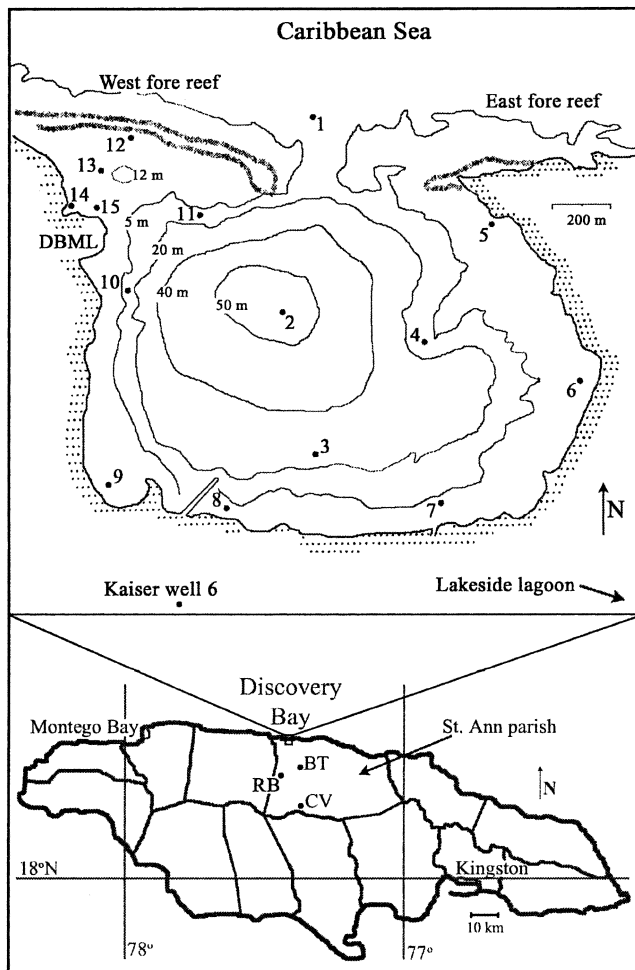 Caribbean Sea
West fore reef
East fore reef
1
12
13
12 m
14
15
11
200 m
DBML
5 m
5
20 m
10
40 m
50 m
2
4
6
3
9
8
7
N
Kaiser well 6
Lakeside lagoon
Discovery
Bay
Montego Bay
St. Ann parish
BT
RB
N
CV
18°N
Kingston
78°
77°
10 km